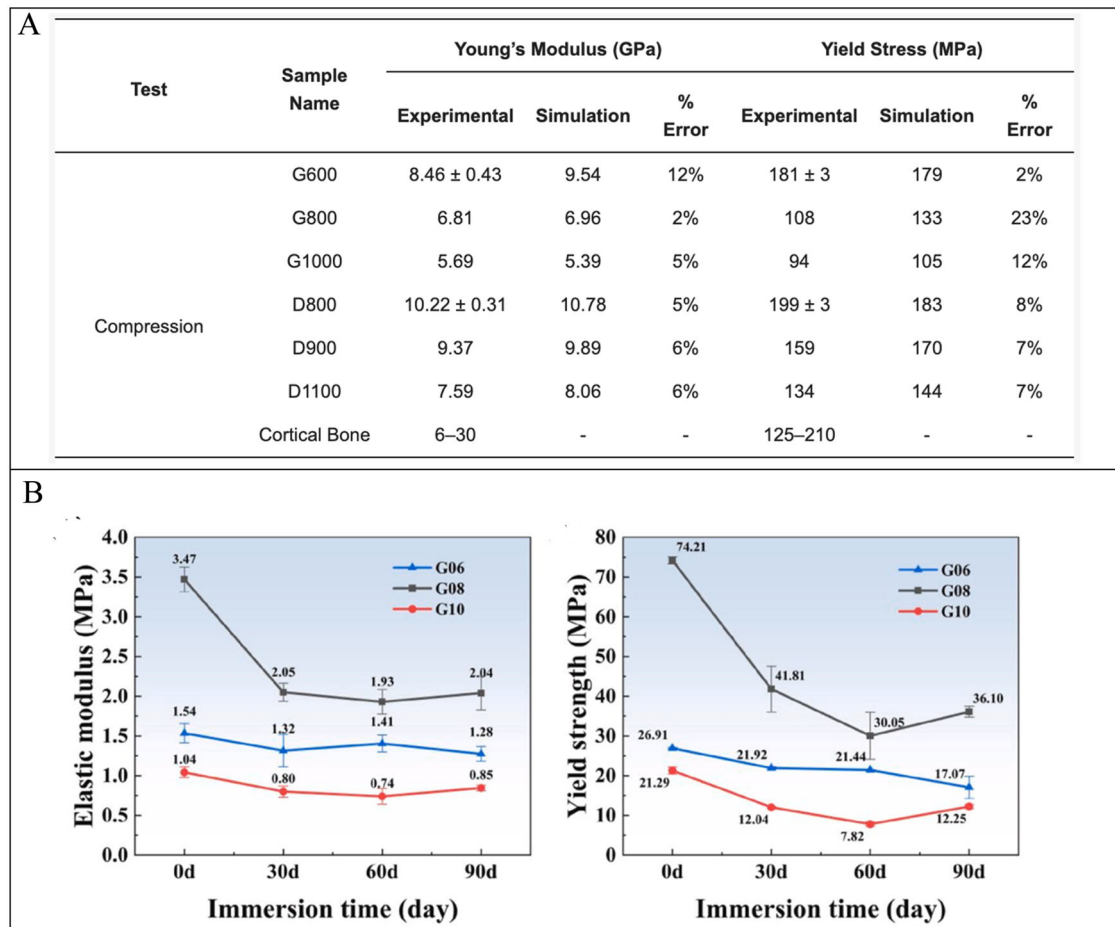 A
Test Sample Name Young's Modulus (GPa) Yield Stress (MPa)
Experimental Simulation % Error Experimental Simulation % Error
Compression
G600 8.46 ± 0.43 9.54 12% 181 ± 3 179 2%
G800 6.81 6.96 2% 108 133 23%
G1000 5.69 5.39 5% 94 105 12%
D800 10.22 ± 0.31 10.78 5% 199 ± 3 183 8%
D900 9.37 9.89 6% 159 170 7%
D1100 7.59 8.06 6% 134 144 7%
Cortical Bone 6–30 - - 125–210 - -
B
Elastic modulus (MPa)
4.0
3.5
3.0
2.5
2.0
1.5
1.0
0.5
0.0
3.47
2.05
1.93
2.04
1.54
1.32
1.41
1.28
1.04
0.80
0.74
0.85
G06
G08
G10
0d 30d 60d 90d
Immersion time (day)
Yield strength (MPa)
80
70
60
50
40
30
20
10
0
74.21
41.81
30.05
36.10
26.91
21.92
21.44
17.07
21.29
12.04
7.82
12.25
G06
G08
G10
0d 30d 60d 90d
Immersion time (day)